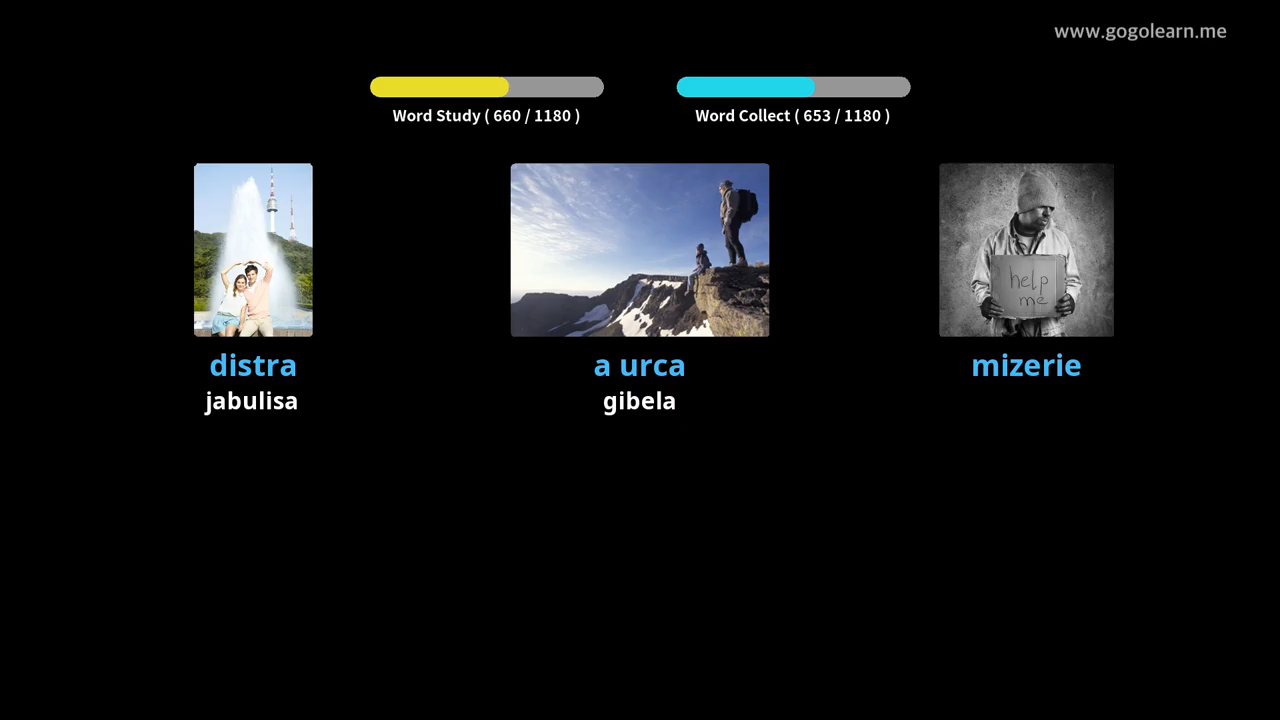 www.gogolearn.me
Word Study ( 660 / 1180 )
Word Collect ( 653 / 1180 )
help
me
distra
a urca
mizerie
jabulisa
gibela